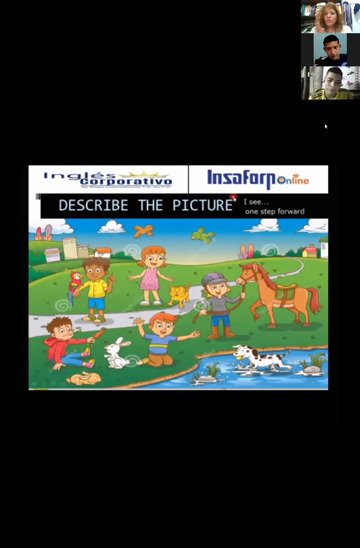 Inglés
Corporativo
Insaforp Online
DESCRIBE THE PICTURE
I see...
one step forward